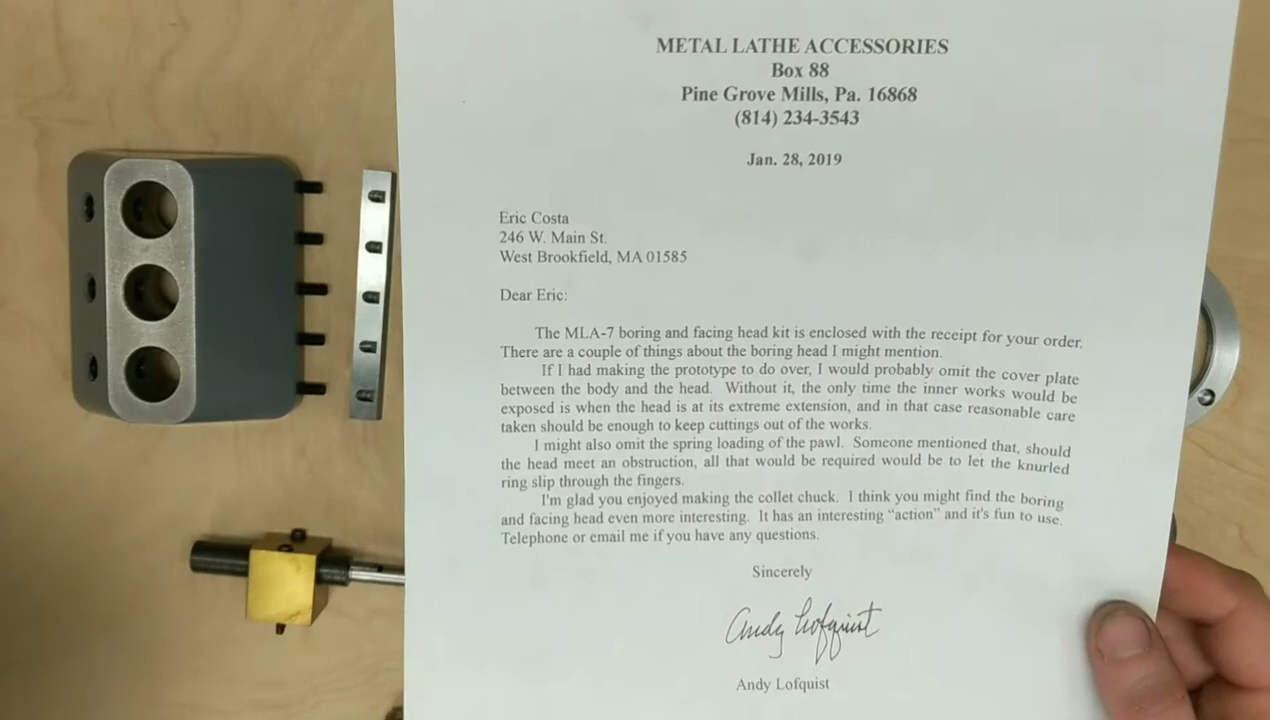 METAL LATHE ACCESSORIES
Box 88
Pine Grove Mills, Pa. 16868
(814) 234-3543
Jan. 28, 2019
Eric Costa
246 W. Main St.
West Brookfield, MA 01585
Dear Eric:
The MLA-7 boring and facing head kit is enclosed with the receipt for your order.
There are a couple of things about the boring head I might mention.
If I had making the prototype to do over, I would probably omit the cover plate
between the body and the head. Without it, the only time the inner works would be
exposed is when the head is at its extreme extension, and in that case reasonable care
taken should be enough to keep cuttings out of the works.
I might also omit the spring loading of the pawl. Someone mentioned that, should
the head meet an obstruction, all that would be required would be to let the knurled
ring slip through the fingers.
I'm glad you enjoyed making the collet chuck. I think you might find the boring
and facing head even more interesting. It has an interesting “action” and it's fun to use.
Telephone or email me if you have any questions.
Sincerely
Andy Lofquist
Andy Lofquist